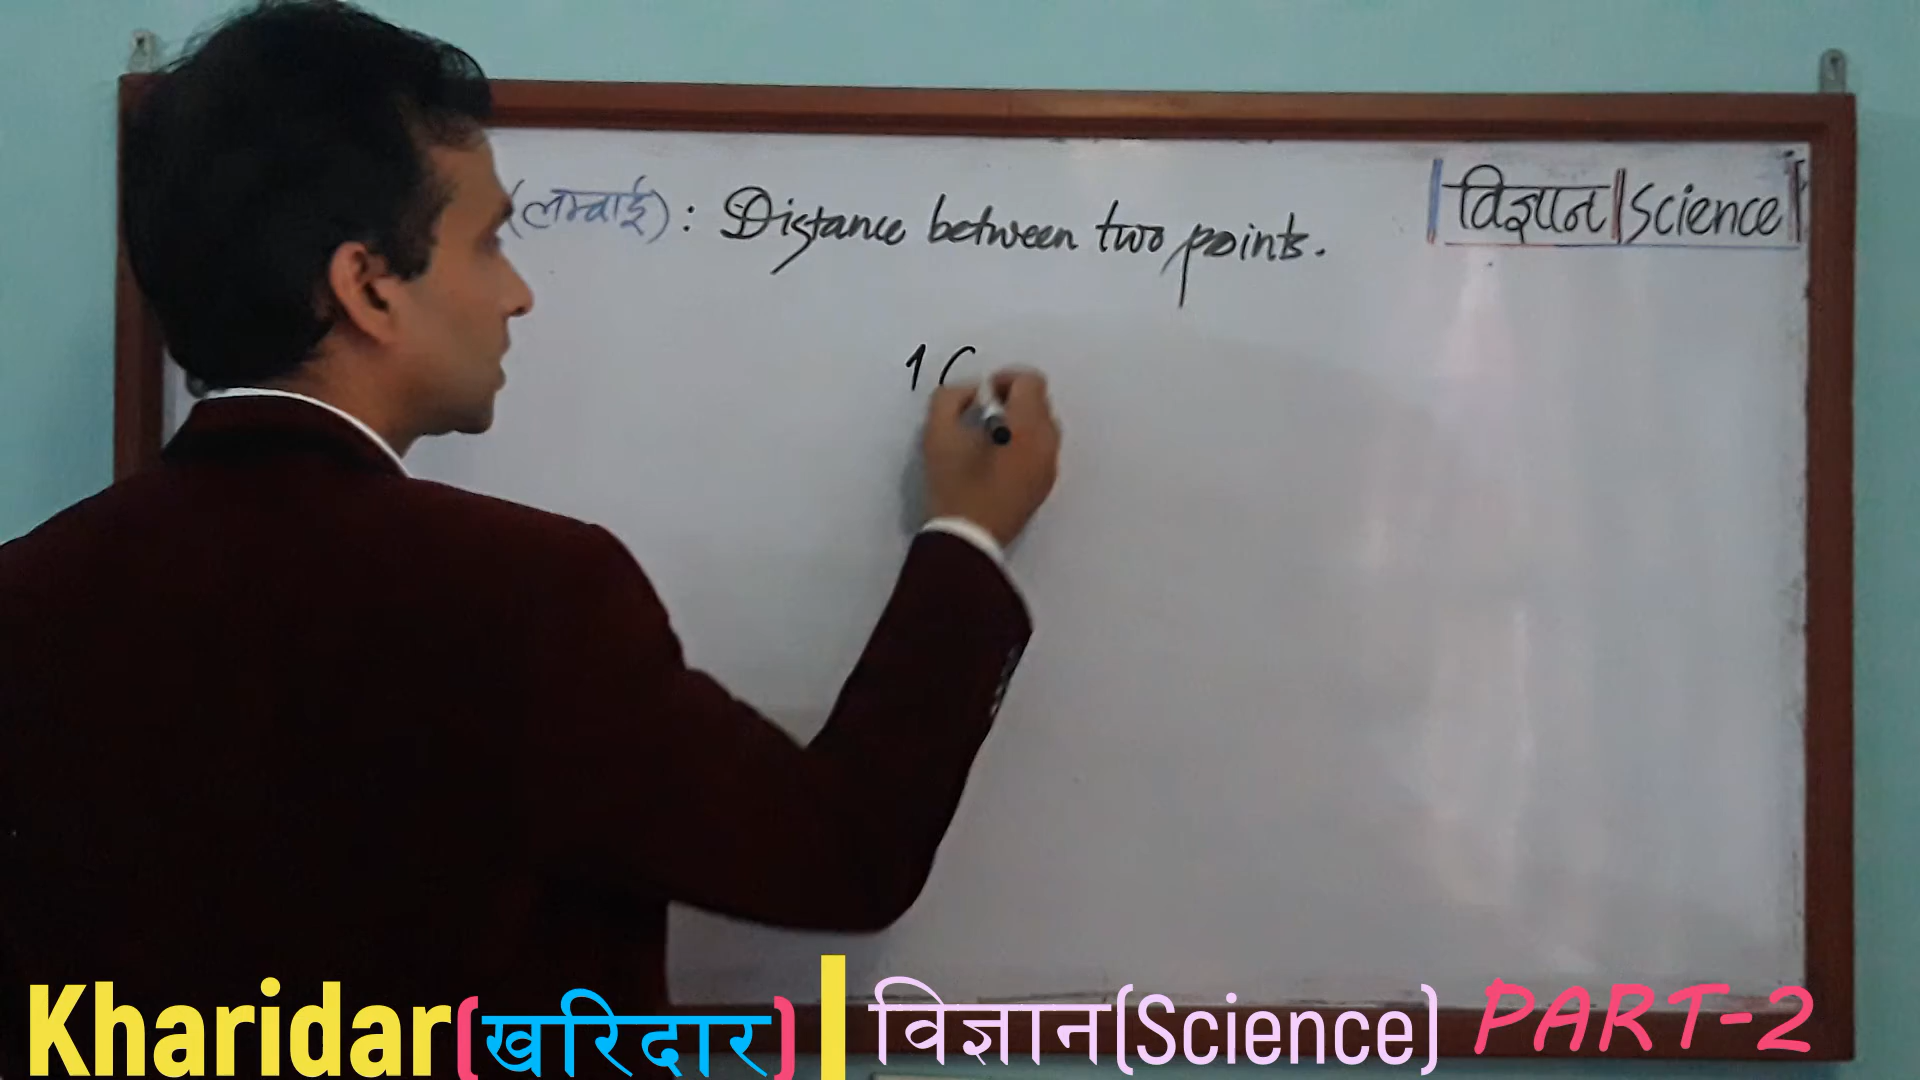 (लम्बाई) : Distance between two points.
विज्ञान|Science
1
Kharidar(खरिदार) | विज्ञान(Science) PART-2